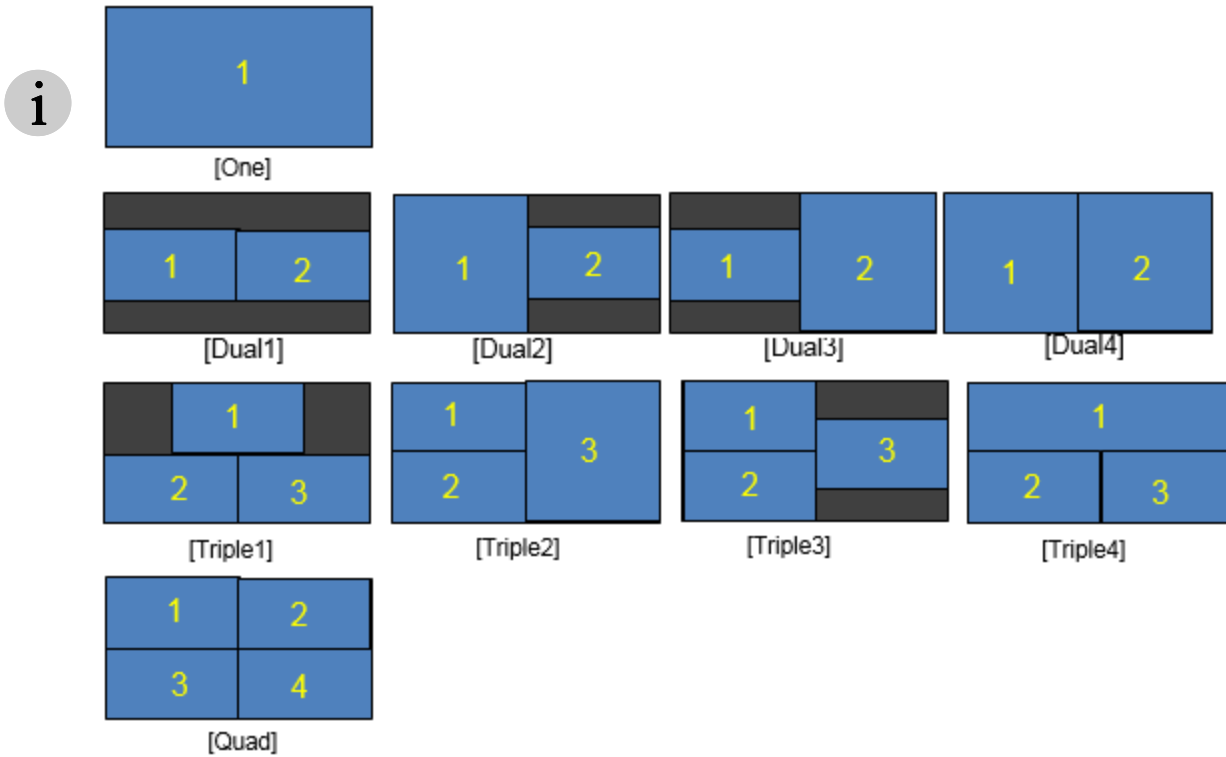 i
1
[One]
1 2 1 2 1 2 1 2
[Dual1] [Dual2] [Dual3] [Dual4]
1 1 1 1
2 3 2 3 2 3 2 3
[Triple1] [Triple2] [Triple3] [Triple4]
1 2
3 4
[Quad]